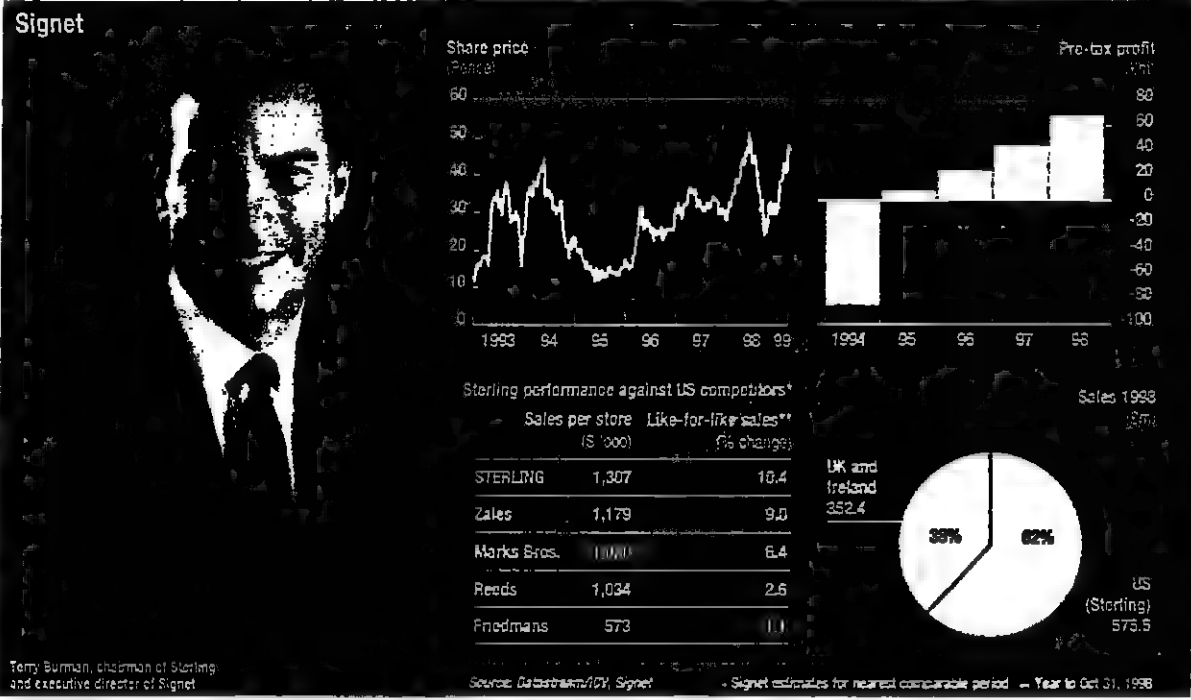 Signet
Share price
(Pence)
60
50
40
30
20
10
0
1993 94 95 96 97 98 99
Pre-tax profit
80
60
40
20
0
-20
-40
-60
-80
-100
1994 95 96 97 98
Sterling performance against US competitors*
Sales per store Like-for-like sales**
($ '000) (% change)
STERLING 1,307 10.4
Zales 1,179 9.0
Marks Bros. 6.4
Reeds 1,034 2.6
Friedmans 573
Sales 1998
UK and
Ireland
352.4
38% 62%
US
(Sterling)
575.5
Terry Burman, chairman of Sterling
and executive director of Signet
Source: Datastream/ICV, Signet
* Signet estimates for nearest comparable period ** Year to Oct 31, 1998